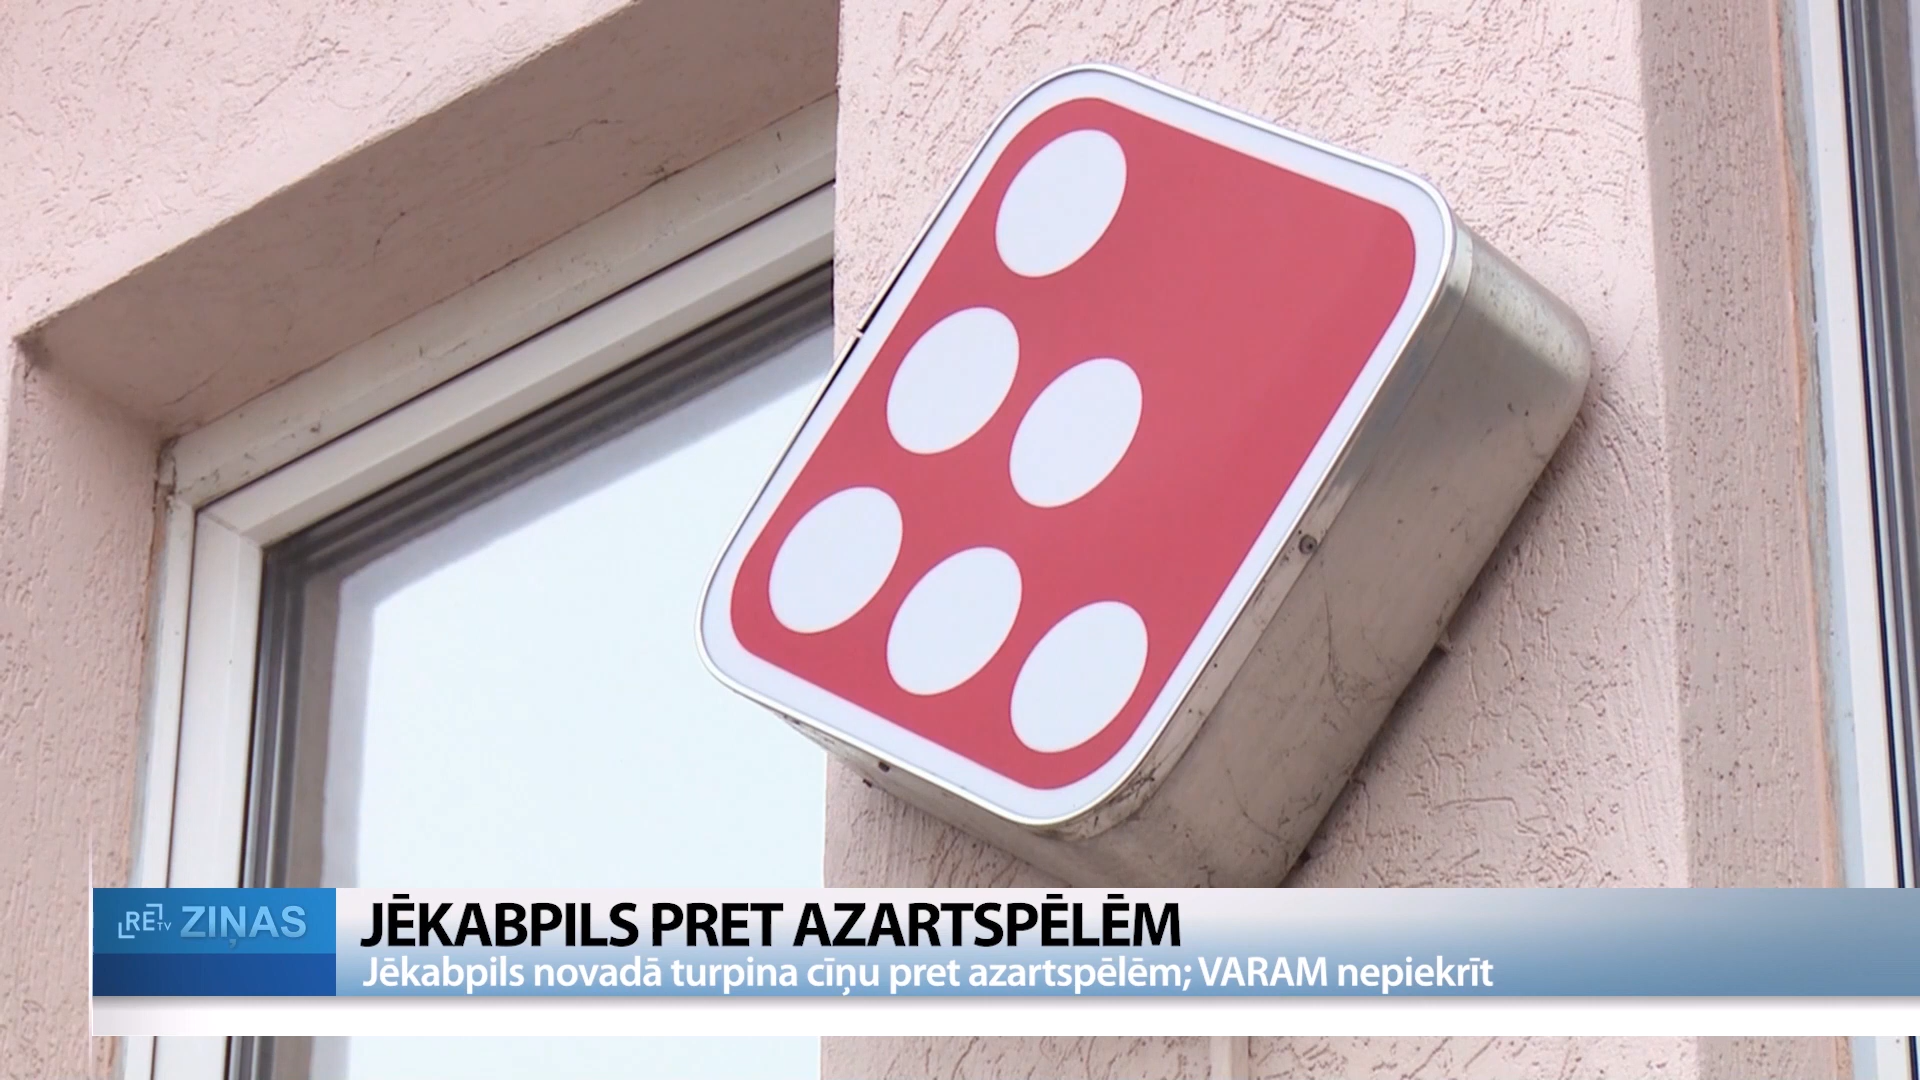 RE TV ZIŅAS
JĒKABPILS PRET AZARTSPĒLĒM
Jēkabpils novadā turpina cīņu pret azartspēlēm; VARAM nepiekrīt